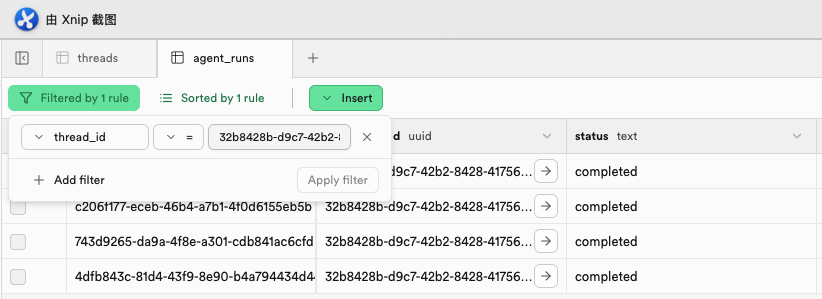 由 Xnip 截图
threads
agent_runs
Filtered by 1 rule
Sorted by 1 rule
Insert
thread_id = 32b8428b-d9c7-42b2-8
d uuid
status text
Add filter
Apply filter
d9c7-42b2-8428-41756... completed
c206f177-eceb-46b4-a7b1-4f0d6155eb5b 32b8428b-d9c7-42b2-8428-41756... completed
743d9265-da9a-4f8e-a301-cdb841ac6cfd 32b8428b-d9c7-42b2-8428-41756... completed
4dfb843c-81d4-43f9-8e90-b4a794434d4 32b8428b-d9c7-42b2-8428-41756... completed